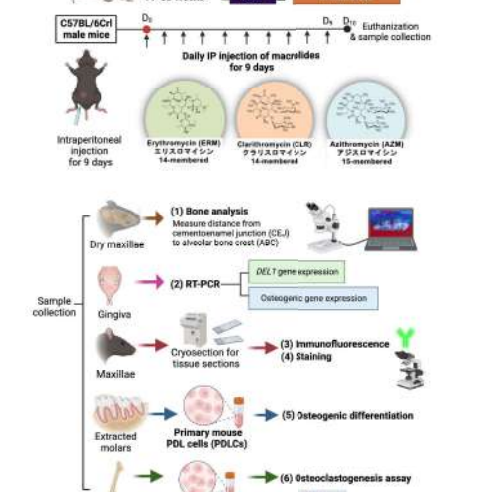 C57BL/6Crl
male mice
D₀
D₉
D₁₀
Euthanization
& sample collection
Daily IP injection of macrolides
for 9 days
Intraperitoneal
injection
for 9 days
Erythromycin (ERM)
エリスロマイシン
14-membered
Clarithromycin (CLR)
クラリスロマイシン
14-membered
Azithromycin (AZM)
アジスロマイシン
15-membered
Sample
collection
Dry maxillae
(1) Bone analysis
Measure distance from
cementoenamel junction (CEJ)
to alveolar bone crest (ABC)
Gingiva
(2) RT-PCR
DEL1 gene expression
Osteogenic gene expression
Maxillae
Cryosection for
tissue sections
(3) Immunofluorescence
(4) Staining
Extracted
molars
Primary mouse
PDL cells (PDLCs)
(5) Osteogenic differentiation
(6) Osteoclastogenesis assay